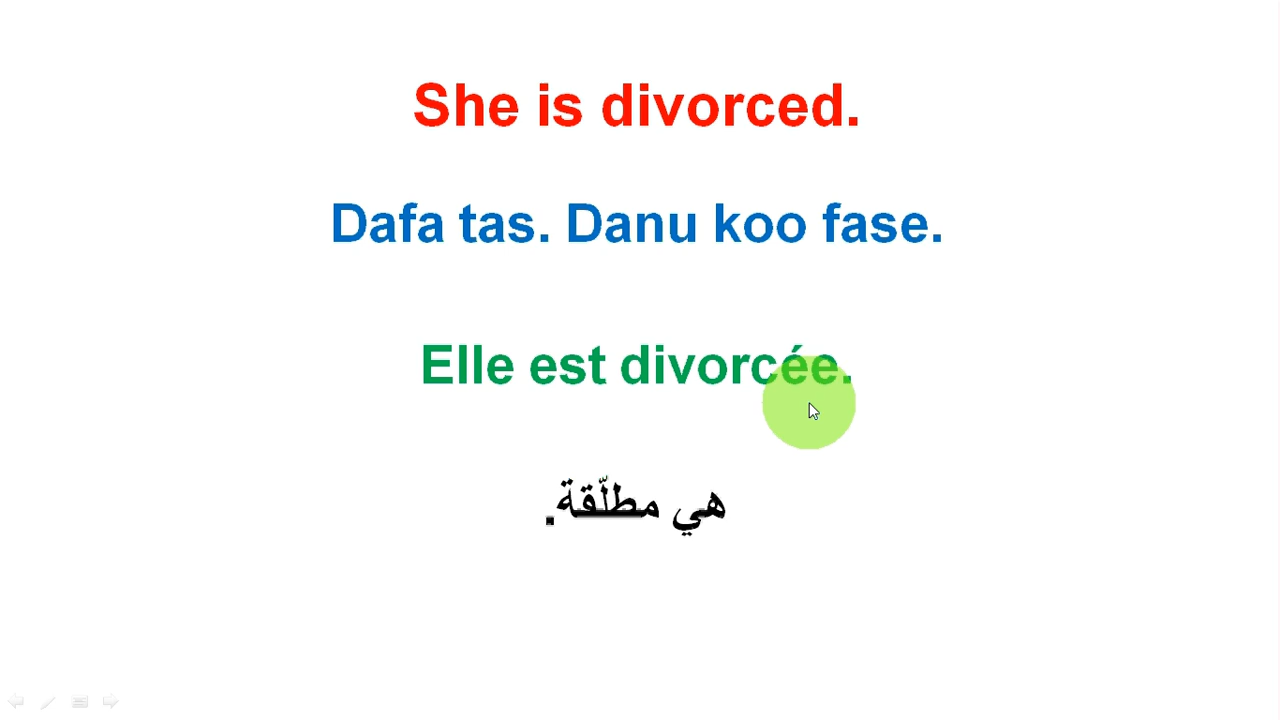 She is divorced.
Dafa tas. Danu koo fase.
Elle est divorcée.
هي مطلّقة.